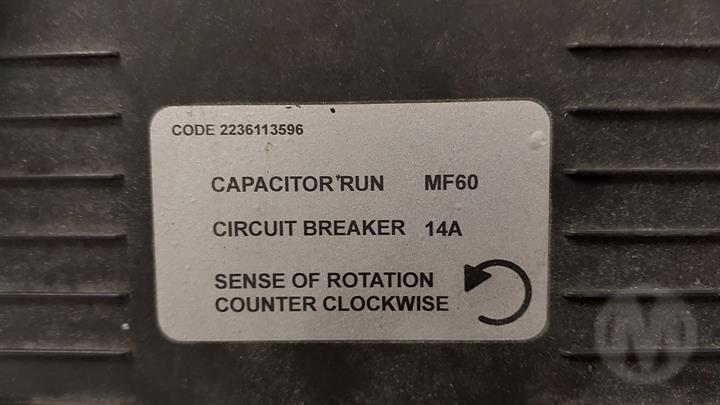 CODE 2236113596
CAPACITOR RUN MF60
CIRCUIT BREAKER 14A
SENSE OF ROTATION
COUNTER CLOCKWISE
M